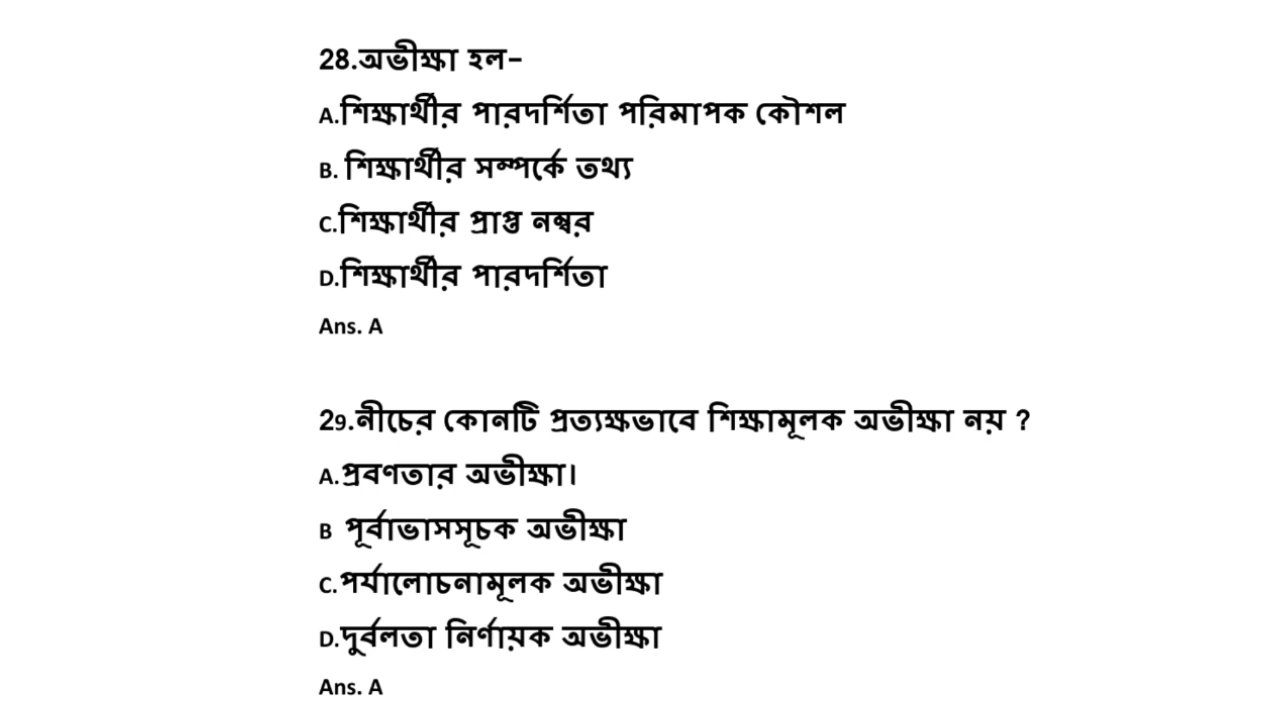 28.অভীক্ষা হল–
A.শিক্ষার্থীর পারদর্শিতা পরিমাপক কৌশল
B. শিক্ষার্থীর সম্পর্কে তথ্য
C.শিক্ষার্থীর প্রাপ্ত নম্বর
D.শিক্ষার্থীর পারদর্শিতা
Ans. A
29.নীচের কোনটি প্রত্যক্ষভাবে শিক্ষামূলক অভীক্ষা নয় ?
A.প্রবণতার অভীক্ষা।
B পূর্বাভাসসূচক অভীক্ষা
C.পর্যালোচনামূলক অভীক্ষা
D.দুর্বলতা নির্ণায়ক অভীক্ষা
Ans. A